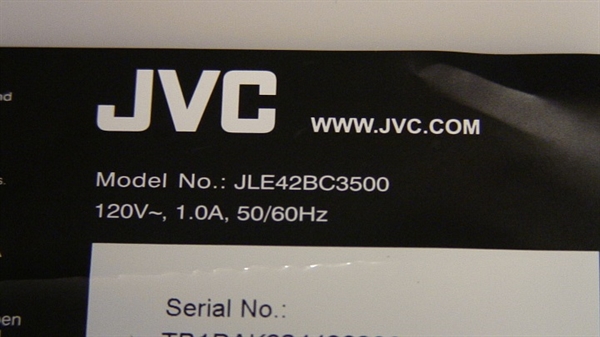 JVC WWW.JVC.COM
Model No.: JLE42BC3500
120V~, 1.0A, 50/60Hz
Serial No.: